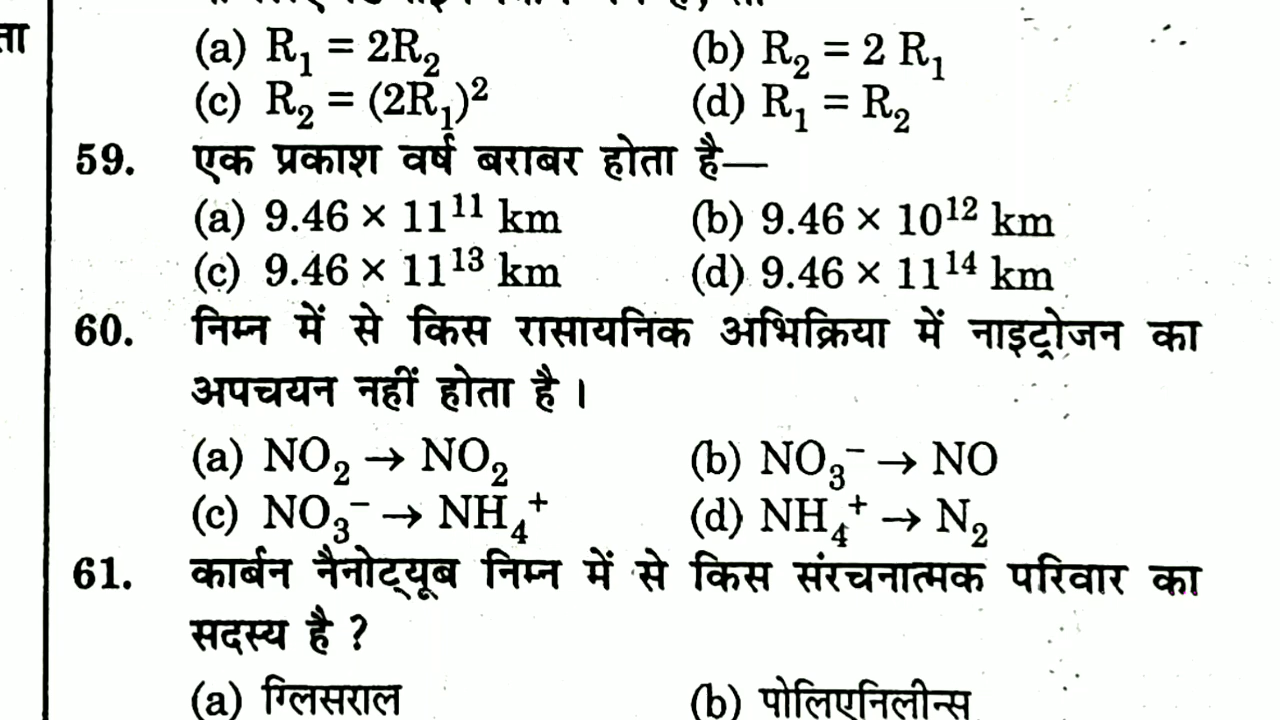 ता
(a) R₁ = 2R₂ (b) R₂ = 2 R₁
(c) R₂ = (2R₁)² (d) R₁ = R₂
59. एक प्रकाश वर्ष बराबर होता है—
(a) 9.46 × 11¹¹ km (b) 9.46 × 10¹² km
(c) 9.46 × 11¹³ km (d) 9.46 × 11¹⁴ km
60. निम्न में से किस रासायनिक अभिक्रिया में नाइट्रोजन का
अपचयन नहीं होता है।
(a) NO₂ → NO₂ (b) NO₃⁻ → NO
(c) NO₃⁻ → NH₄⁺ (d) NH₄⁺ → N₂
61. कार्बन नैनोट्यूब निम्न में से किस संरचनात्मक परिवार का
सदस्य है ?
(a) ग्लिसराल (b) पोलिएनिलीन्स